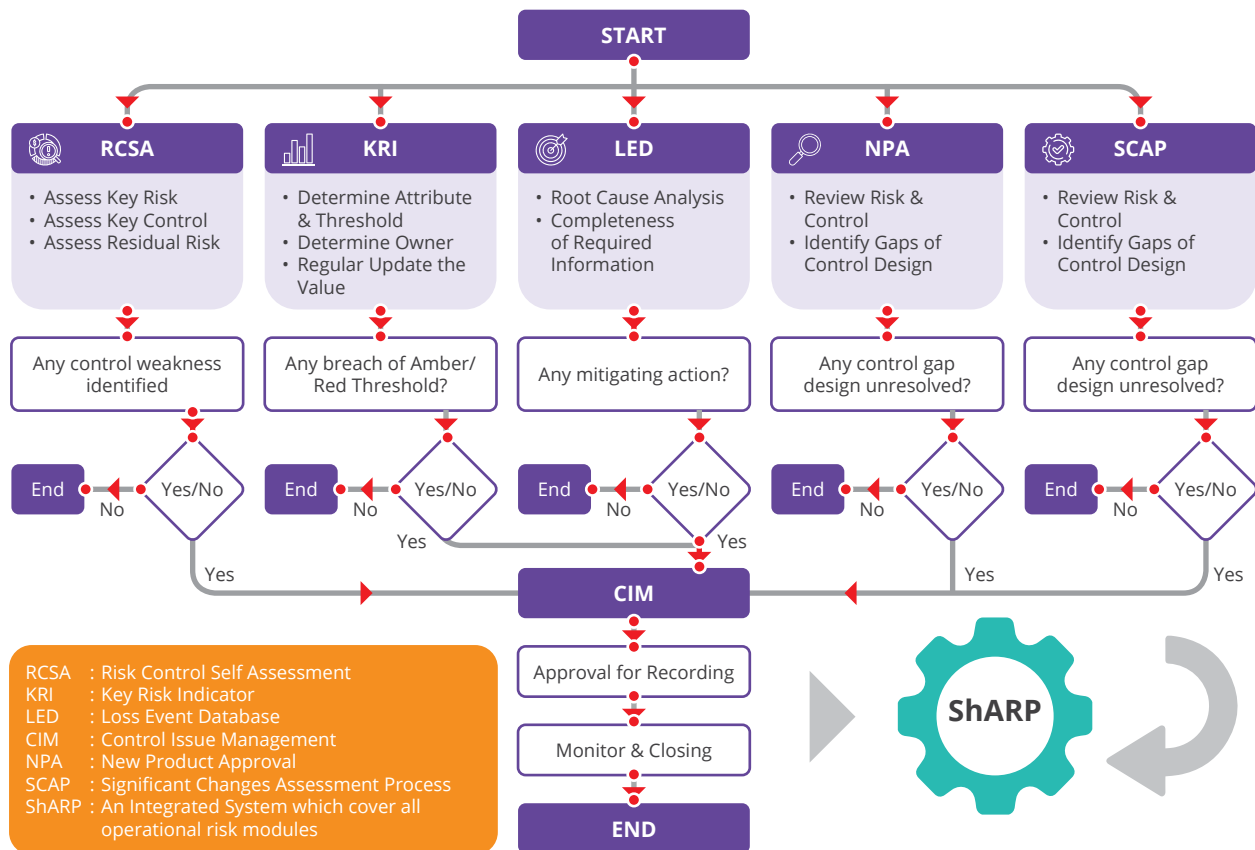 START
RCSA
• Assess Key Risk
• Assess Key Control
• Assess Residual Risk
Any control weakness
identified
Yes/No
No
End
Yes
KRI
• Determine Attribute
& Threshold
• Determine Owner
• Regular Update the
Value
Any breach of Amber/
Red Threshold?
Yes/No
No
End
Yes
LED
• Root Cause Analysis
• Completeness
of Required
Information
Any mitigating action?
Yes/No
No
End
Yes
NPA
• Review Risk &
Control
• Identify Gaps of
Control Design
Any control gap
design unresolved?
Yes/No
No
End
Yes
SCAP
• Review Risk &
Control
• Identify Gaps of
Control Design
Any control gap
design unresolved?
Yes/No
No
End
Yes
CIM
Approval for Recording
Monitor & Closing
END
RCSA : Risk Control Self Assessment
KRI : Key Risk Indicator
LED : Loss Event Database
CIM : Control Issue Management
NPA : New Product Approval
SCAP : Significant Changes Assessment Process
ShARP : An Integrated System which cover all
operational risk modules
ShARP